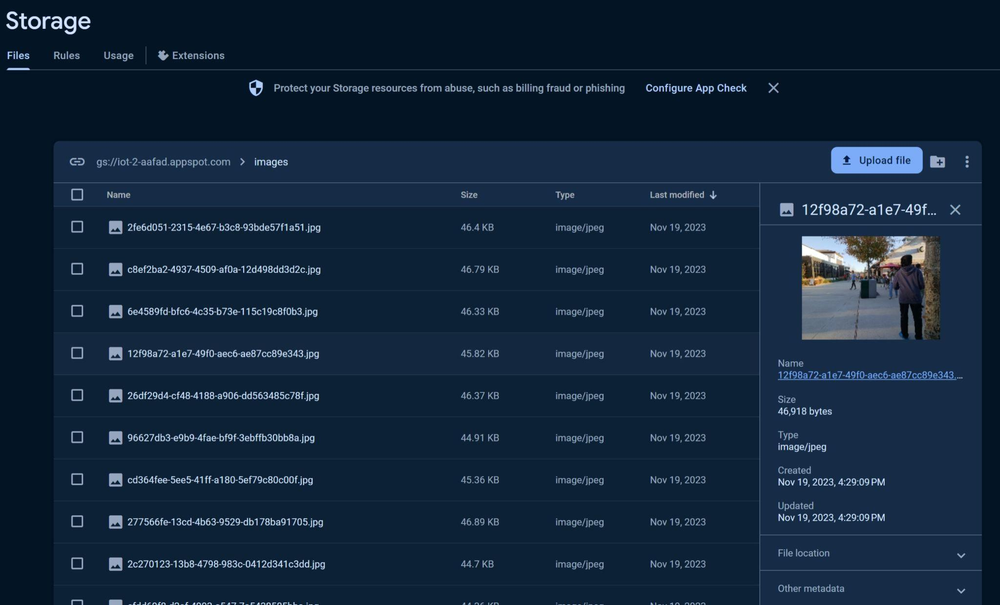 Storage
Files Rules Usage Extensions
Protect your Storage resources from abuse, such as billing fraud or phishing Configure App Check
gs://iot-2-aafad.appspot.com > images Upload file
Name Size Type Last modified
12f98a72-a1e7-49f...
2fe6d051-2315-4e67-b3c8-93bde57f1a51.jpg 46.4 KB image/jpeg Nov 19, 2023
c8ef2ba2-4937-4509-af0a-12d498dd3d2c.jpg 46.79 KB image/jpeg Nov 19, 2023
6e4589fd-bfc6-4c35-b73e-115c19c8f0b3.jpg 46.33 KB image/jpeg Nov 19, 2023
12f98a72-a1e7-49f0-aec6-ae87cc89e343.jpg 45.82 KB image/jpeg Nov 19, 2023
26df29d4-cf48-4188-a906-dd563485c78f.jpg 46.37 KB image/jpeg Nov 19, 2023
96627db3-e9b9-4fae-bf9f-3ebffb30bb8a.jpg 44.91 KB image/jpeg Nov 19, 2023
cd364fee-5ee5-41ff-a180-5ef79c80c00f.jpg 45.36 KB image/jpeg Nov 19, 2023
277566fe-13cd-4b63-9529-db178ba91705.jpg 46.89 KB image/jpeg Nov 19, 2023
2c270123-13b8-4798-983c-0412d341c3dd.jpg 44.7 KB image/jpeg Nov 19, 2023
Name
12f98a72-a1e7-49f0-aec6-ae87cc89e343....
Size
46,918 bytes
Type
image/jpeg
Created
Nov 19, 2023, 4:29:09 PM
Updated
Nov 19, 2023, 4:29:09 PM
File location
Other metadata